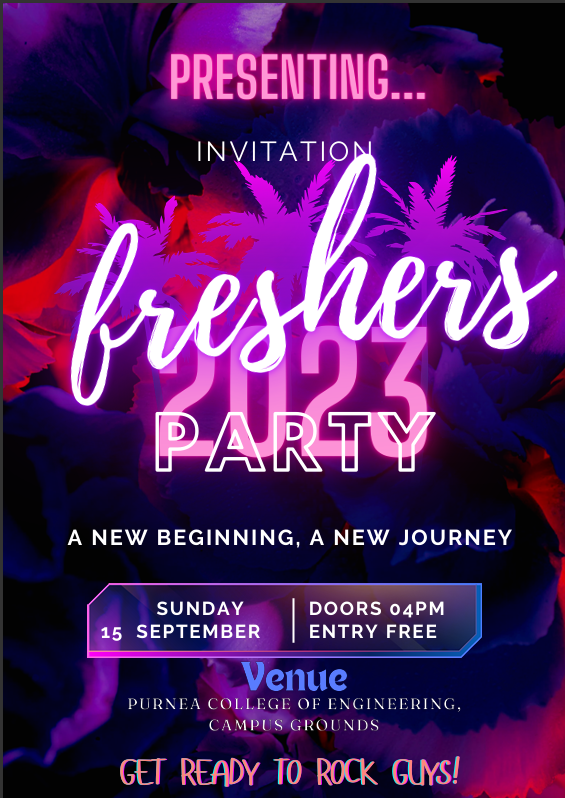 PRESENTING...
INVITATION
freshers
2023
PARTY
A NEW BEGINNING, A NEW JOURNEY
SUNDAY
15 SEPTEMBER
DOORS 04PM
ENTRY FREE
Venue
PURNEA COLLEGE OF ENGINEERING,
CAMPUS GROUNDS
GET READY TO ROCK GUYS!